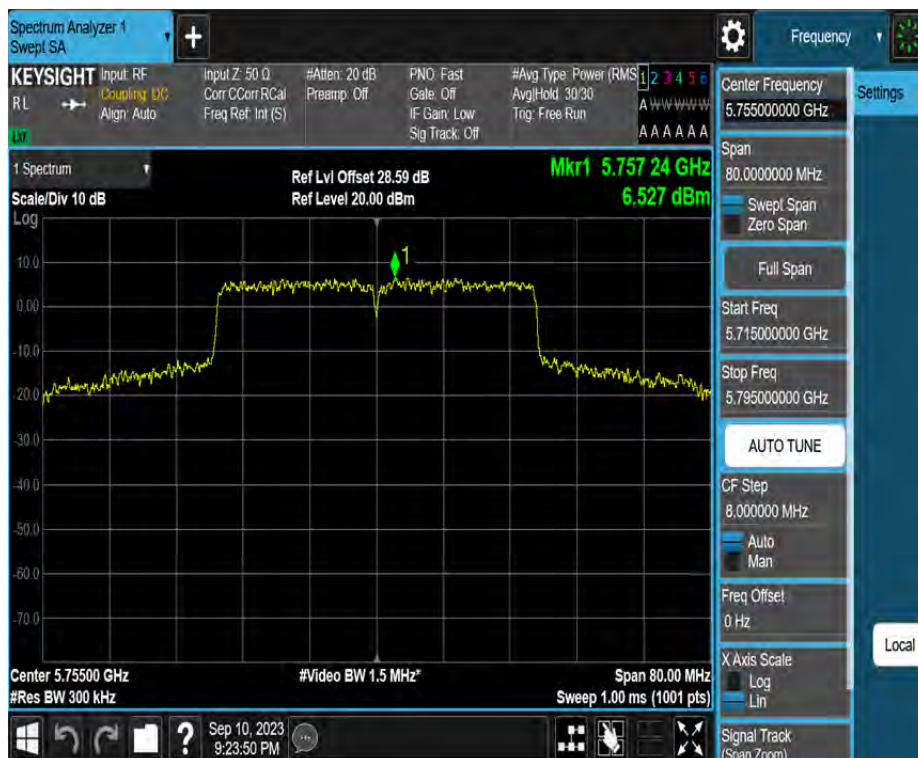 Spectrum Analyzer 1
Swept SA
+
Frequency
KEYSIGHT
RL
LXI
Input: RF
Coupling: DC
Align: Auto
Input Z: 50 Ω
Corr CCorr RCal
Freq Ref: Int (S)
#Atten: 20 dB
Preamp: Off
PNO: Fast
Gate: Off
IF Gain: Low
Sig Track: Off
#Avg Type: Power (RMS
Avg|Hold: 30/30
Trig: Free Run
1 2 3 4 5 6
A W W W W W
A A A A A A
1 Spectrum
Scale/Div 10 dB
Ref Lvl Offset 28.59 dB
Ref Level 20.00 dBm
Mkr1 5.757 24 GHz
6.527 dBm
Log
1
10.0
0.00
-10.0
-20.0
-30.0
-40.0
-50.0
-60.0
-70.0
Center 5.75500 GHz
#Res BW 300 kHz
#Video BW 1.5 MHz*
Span 80.00 MHz
Sweep 1.00 ms (1001 pts)
?
Sep 10, 2023
9:23:50 PM
Center Frequency
5.755000000 GHz
Span
80.0000000 MHz
Swept Span
Zero Span
Full Span
Start Freq
5.715000000 GHz
Stop Freq
5.795000000 GHz
AUTO TUNE
CF Step
8.000000 MHz
Auto
Man
Freq Offset
0 Hz
X Axis Scale
Log
Lin
Signal Track
(Span Zoom)
Settings
Local